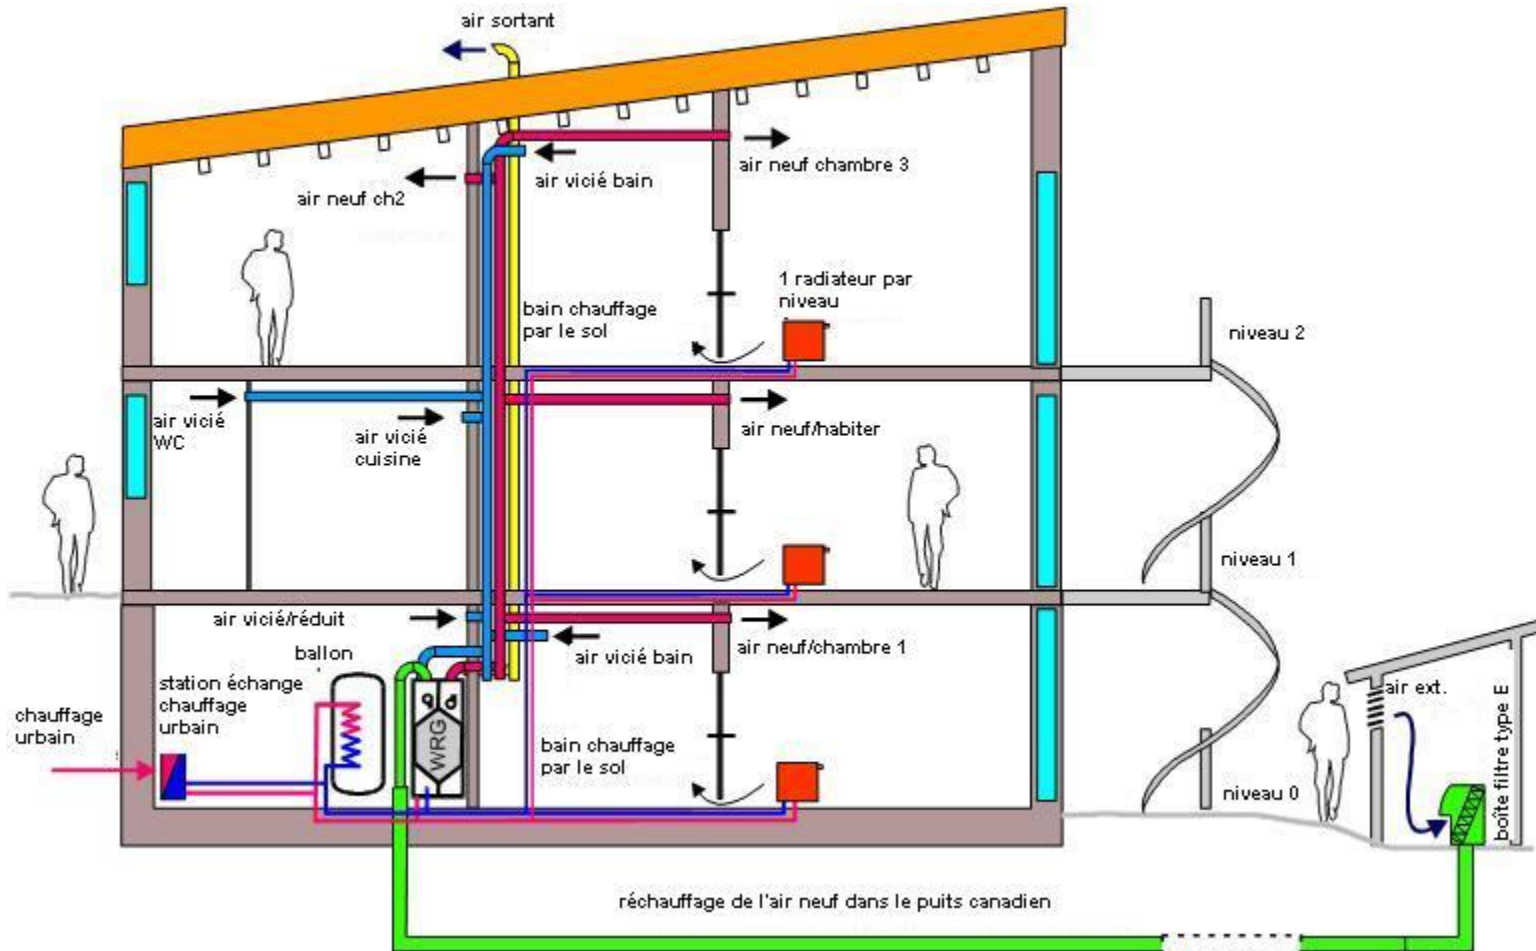 air sortant
air neuf chambre 3
air vicié bain
air neuf ch2
1 radiateur par
niveau
bain chauffage
par le sol
niveau 2
air vicié
WC
air vicié
cuisine
air neuf/habiter
niveau 1
air vicié/réduit
ballon
air vicié bain
air neuf/chambre 1
station échange
chauffage
urbain
chauffage
urbain
WRG
bain chauffage
par le sol
niveau 0
air ext.
boîte filtre type E
réchauffage de l'air neuf dans le puits canadien